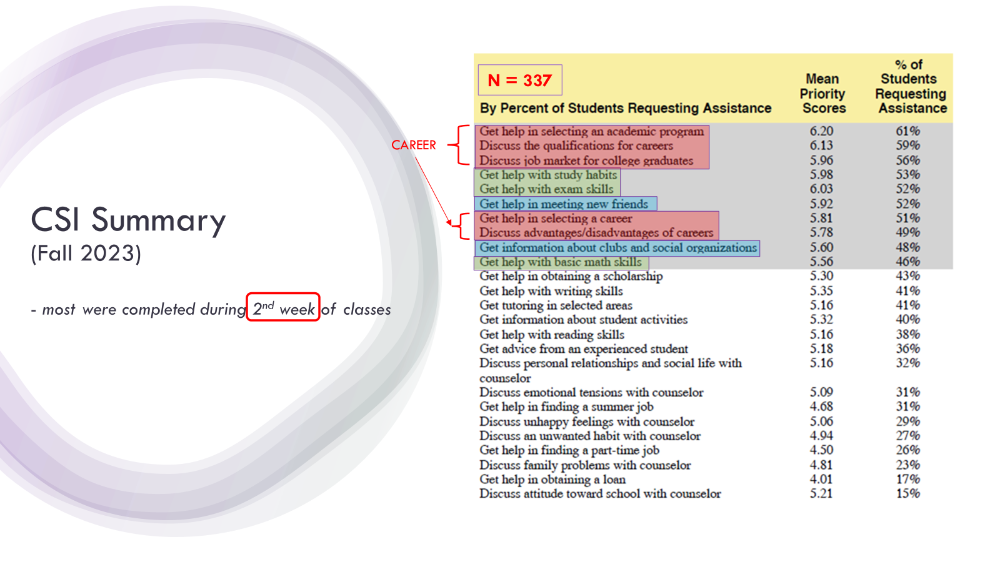 CSI Summary
(Fall 2023)
- most were completed during 2nd week of classes
CAREER
N = 337
By Percent of Students Requesting Assistance
Mean
Priority
Scores
% of
Students
Requesting
Assistance
Get help in selecting an academic program 6.20 61%
Discuss the qualifications for careers 6.13 59%
Discuss job market for college graduates 5.96 56%
Get help with study habits 5.98 53%
Get help with exam skills 6.03 52%
Get help in meeting new friends 5.92 52%
Get help in selecting a career 5.81 51%
Discuss advantages/disadvantages of careers 5.78 49%
Get information about clubs and social organizations 5.60 48%
Get help with basic math skills 5.56 46%
Get help in obtaining a scholarship 5.30 43%
Get help with writing skills 5.35 41%
Get tutoring in selected areas 5.16 41%
Get information about student activities 5.32 40%
Get help with reading skills 5.16 38%
Get advice from an experienced student 5.18 36%
Discuss personal relationships and social life with 5.16 32%
counselor
Discuss emotional tensions with counselor 5.09 31%
Get help in finding a summer job 4.68 31%
Discuss unhappy feelings with counselor 5.06 29%
Discuss an unwanted habit with counselor 4.94 27%
Get help in finding a part-time job 4.50 26%
Discuss family problems with counselor 4.81 23%
Get help in obtaining a loan 4.01 17%
Discuss attitude toward school with counselor 5.21 15%